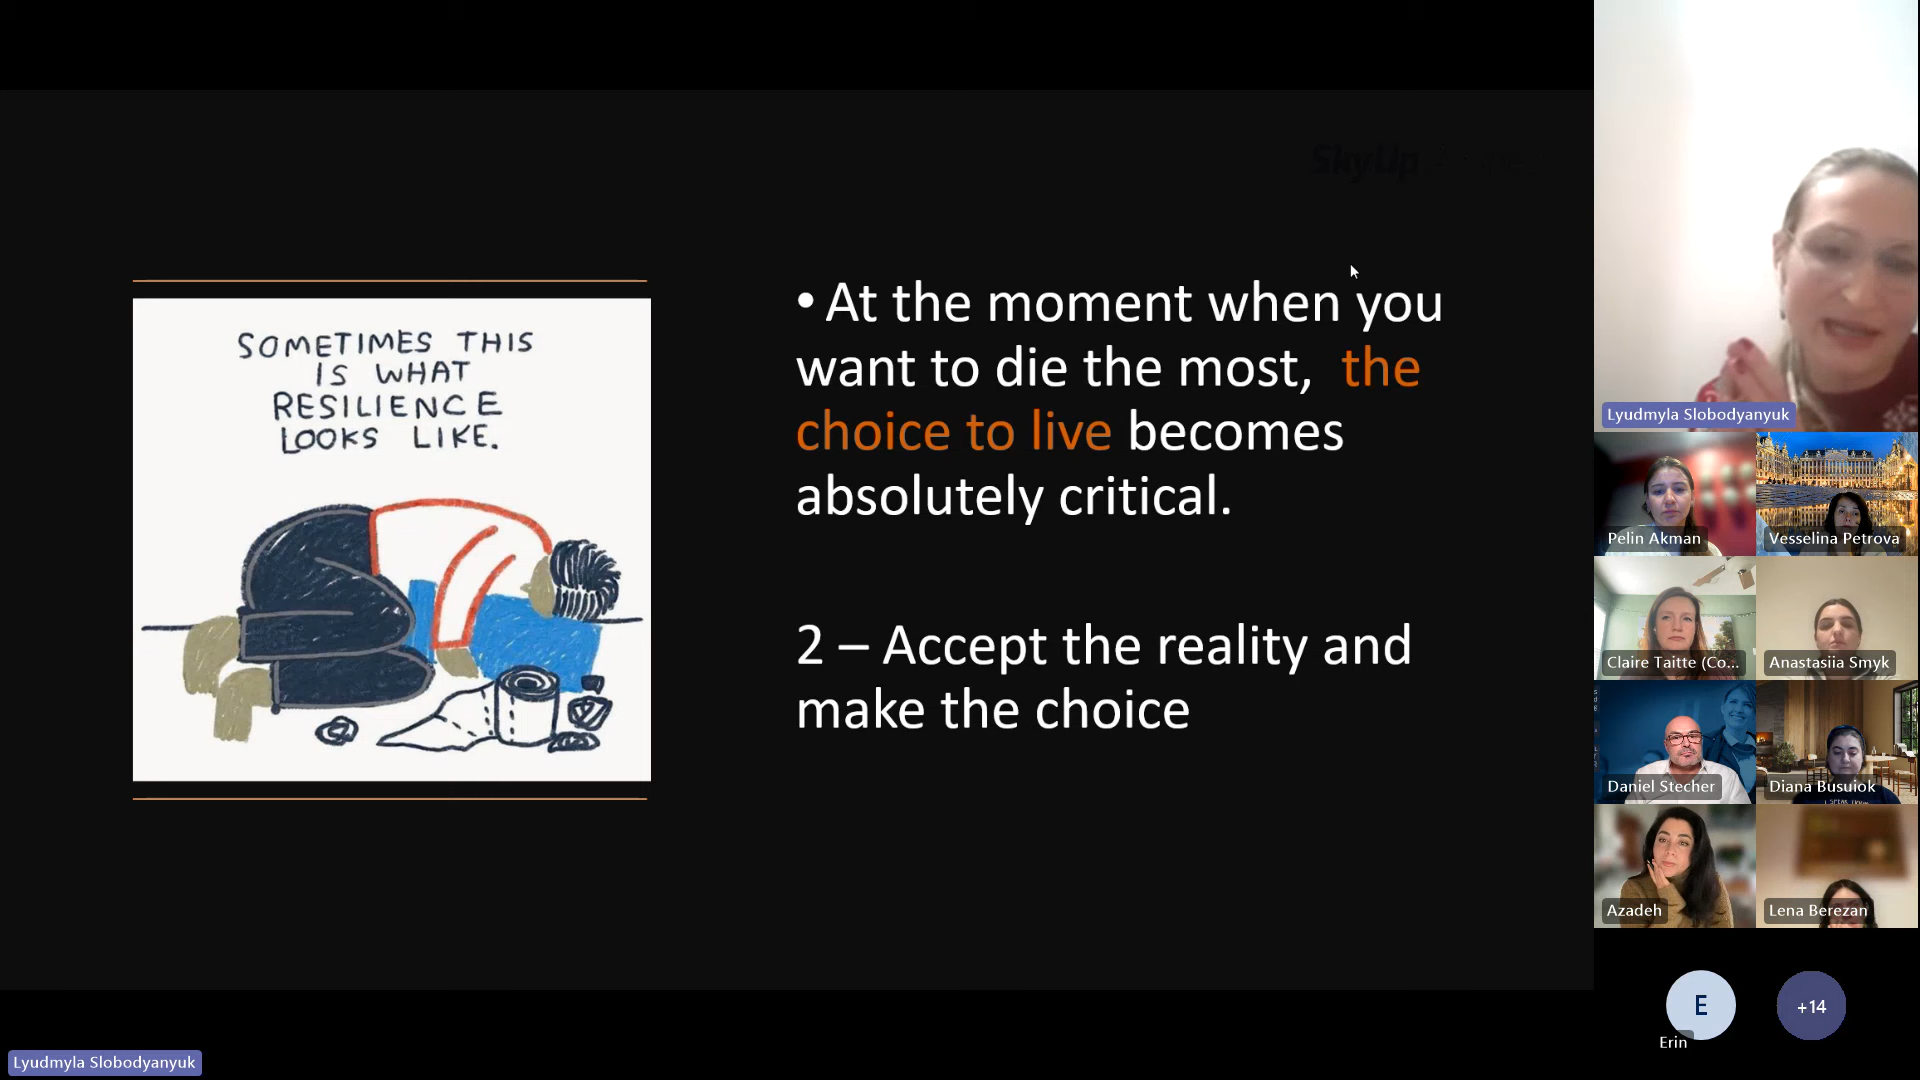 SkyUp
SOMETIMES THIS
IS WHAT
RESILIENCE
LOOKS LIKE.
• At the moment when you
want to die the most, the
choice to live becomes
absolutely critical.
2 – Accept the reality and
make the choice
Lyudmyla Slobodyanyuk
Pelin Akman
Vesselina Petrova
Claire Taitte (Co...
Anastasiia Smyk
Daniel Stecher
Diana Busuiok
Azadeh
Lena Berezan
E
Erin
+14
Lyudmyla Slobodyanyuk